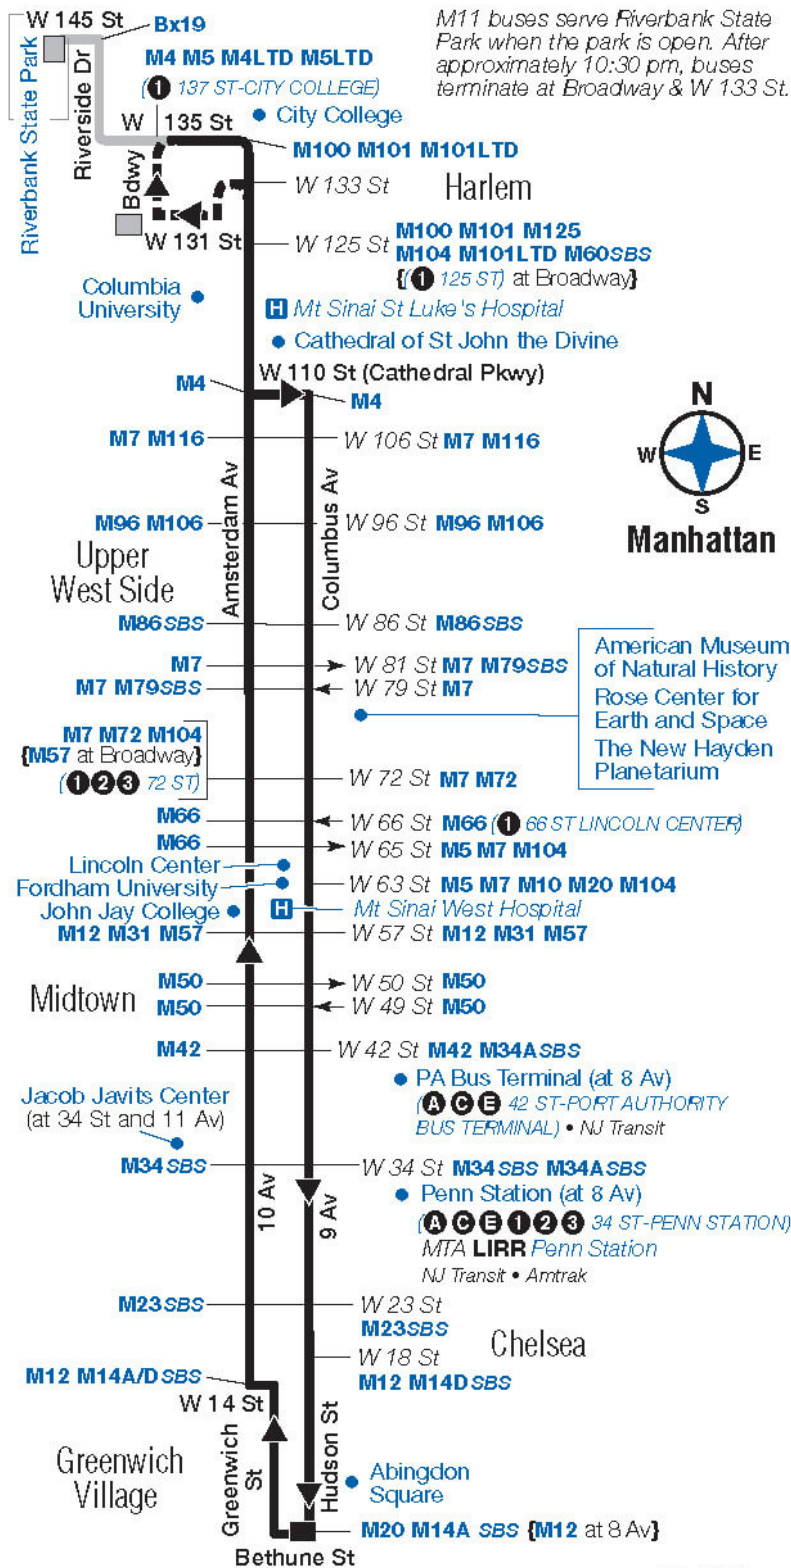 W 145 St
Bx19
M11 buses serve Riverbank State
Park when the park is open. After
approximately 10:30 pm, buses
terminate at Broadway & W 133 St.
Riverbank State Park
Riverside Dr
M4 M5 M4LTD M5LTD
(1 137 ST-CITY COLLEGE)
City College
W 135 St
M100 M101 M101LTD
Bdwy
W 133 St
Harlem
W 131 St
W 125 St M100 M101 M125
M104 M101LTD M60SBS
{(1 125 ST) at Broadway}
Columbia
University
H Mt Sinai St Luke's Hospital
Cathedral of St John the Divine
W 110 St (Cathedral Pkwy)
M4
M4
N
W E
S
Manhattan
M7 M116
W 106 St M7 M116
Amsterdam Av
Columbus Av
M96 M106
W 96 St M96 M106
Upper
West Side
M86SBS
W 86 St M86SBS
M7
W 81 St M7 M79SBS
M7 M79SBS
W 79 St M7
American Museum
of Natural History
Rose Center for
Earth and Space
The New Hayden
Planetarium
M7 M72 M104
{M57 at Broadway}
(1 2 3 72 ST)
W 72 St M7 M72
M66
W 66 St M66 (1 66 ST LINCOLN CENTER)
M66
W 65 St M5 M7 M104
Lincoln Center
Fordham University
W 63 St M5 M7 M10 M20 M104
John Jay College
H Mt Sinai West Hospital
M12 M31 M57
W 57 St M12 M31 M57
Midtown
M50
W 50 St M50
M50
W 49 St M50
M42
W 42 St M42 M34ASBS
PA Bus Terminal (at 8 Av)
(A C E 42 ST-PORT AUTHORITY
BUS TERMINAL) • NJ Transit
Jacob Javits Center
(at 34 St and 11 Av)
M34SBS
W 34 St M34SBS M34ASBS
10 Av
9 Av
Penn Station (at 8 Av)
(A C E 1 2 3 34 ST-PENN STATION)
MTA LIRR Penn Station
NJ Transit • Amtrak
M23SBS
W 23 St
M23SBS
Chelsea
W 18 St
M12 M14DSBS
M12 M14A/DSBS
W 14 St
Greenwich
Village
Greenwich
St
Hudson St
Abingdon
Square
M20 M14A SBS {M12 at 8 Av}
Bethune St